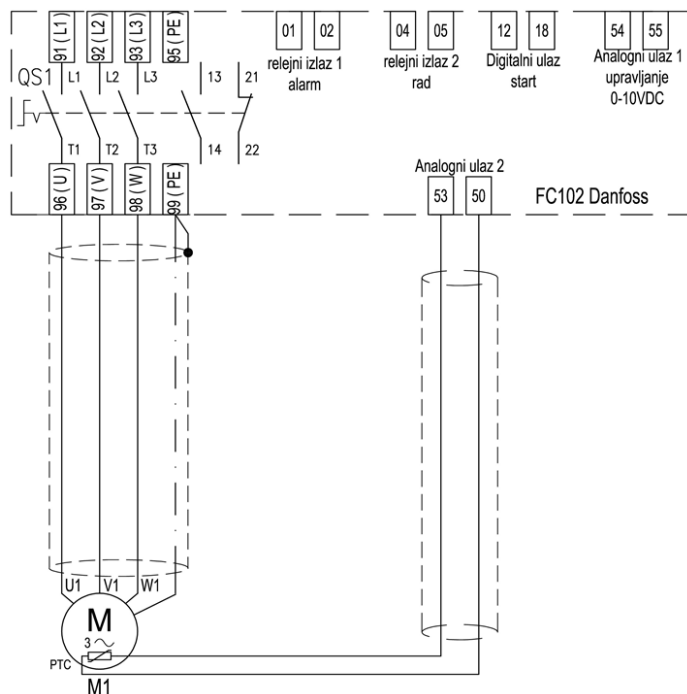 91 ( L1 )
92 ( L2 )
93 ( L3 )
95 ( PE )
01
02
04
05
12
18
54
55
relejni izlaz 1
alarm
relejni izlaz 2
rad
Digitalni ulaz
start
Analogni ulaz 1
upravljanje
0-10VDC
QS1
L1
L2
L3
13
21
T1
T2
T3
14
22
96 ( U )
97 ( V )
98 ( W )
99 ( PE )
Analogni ulaz 2
53
50
FC102 Danfoss
U1
V1
W1
M
3
PTC
M1